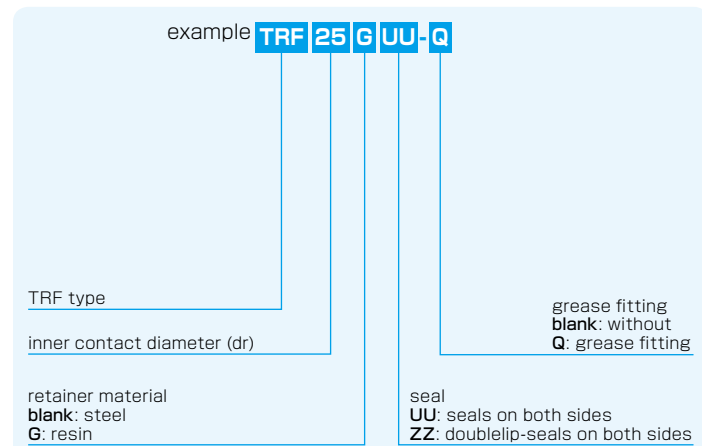 example TRF 25 G UU-Q
TRF type
inner contact diameter (dr)
retainer material
blank: steel
G: resin
grease fitting
blank: without
Q: grease fitting
seal
UU: seals on both sides
ZZ: doublelip-seals on both sides